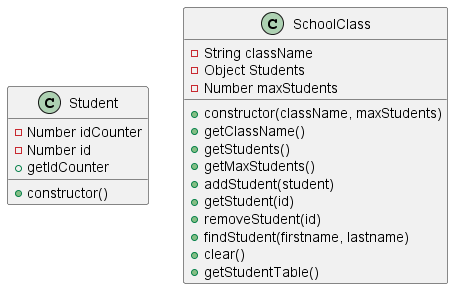 C Student
Number idCounter
Number id
getIdCounter
constructor()
C SchoolClass
String className
Object Students
Number maxStudents
constructor(className, maxStudents)
getClassName()
getStudents()
getMaxStudents()
addStudent(student)
getStudent(id)
removeStudent(id)
findStudent(firstname, lastname)
clear()
getStudentTable()